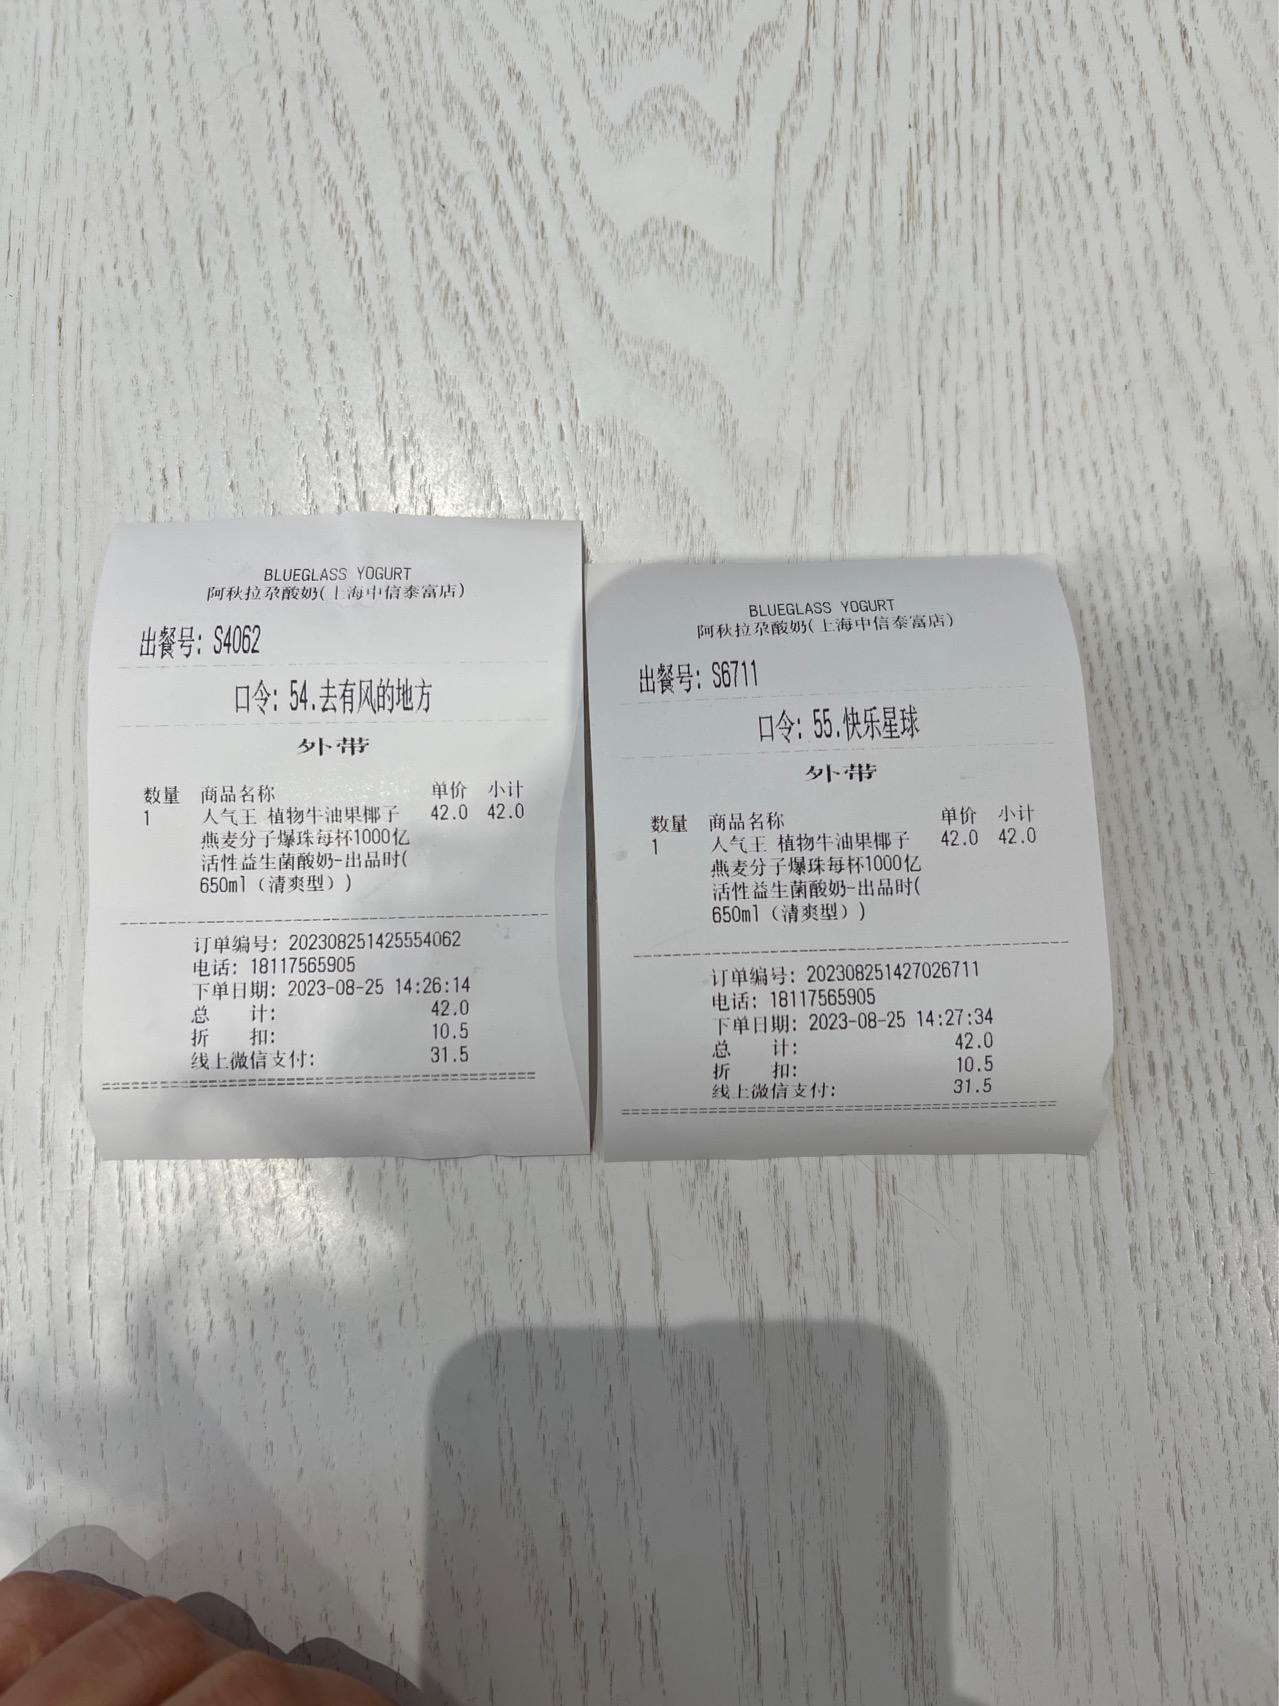 BLUEGLASS YOGURT
阿秋拉尕酸奶(上海中信泰富店)
出餐号: S4062
口令: 54.去有风的地方
外带
数量 商品名称 单价 小计
1 人气王 植物牛油果椰子 42.0 42.0
燕麦分子爆珠每杯1000亿
活性益生菌酸奶-出品时(
650ml（清爽型）)
订单编号: 202308251425554062
电话: 18117565905
下单日期: 2023-08-25 14:26:14
总 计: 42.0
折 扣: 10.5
线上微信支付: 31.5
BLUEGLASS YOGURT
阿秋拉尕酸奶(上海中信泰富店)
出餐号: S6711
口令: 55.快乐星球
外带
数量 商品名称 单价 小计
1 人气王 植物牛油果椰子 42.0 42.0
燕麦分子爆珠每杯1000亿
活性益生菌酸奶-出品时(
650ml（清爽型）)
订单编号: 202308251427026711
电话: 18117565905
下单日期: 2023-08-25 14:27:34
总 计: 42.0
折 扣: 10.5
线上微信支付: 31.5